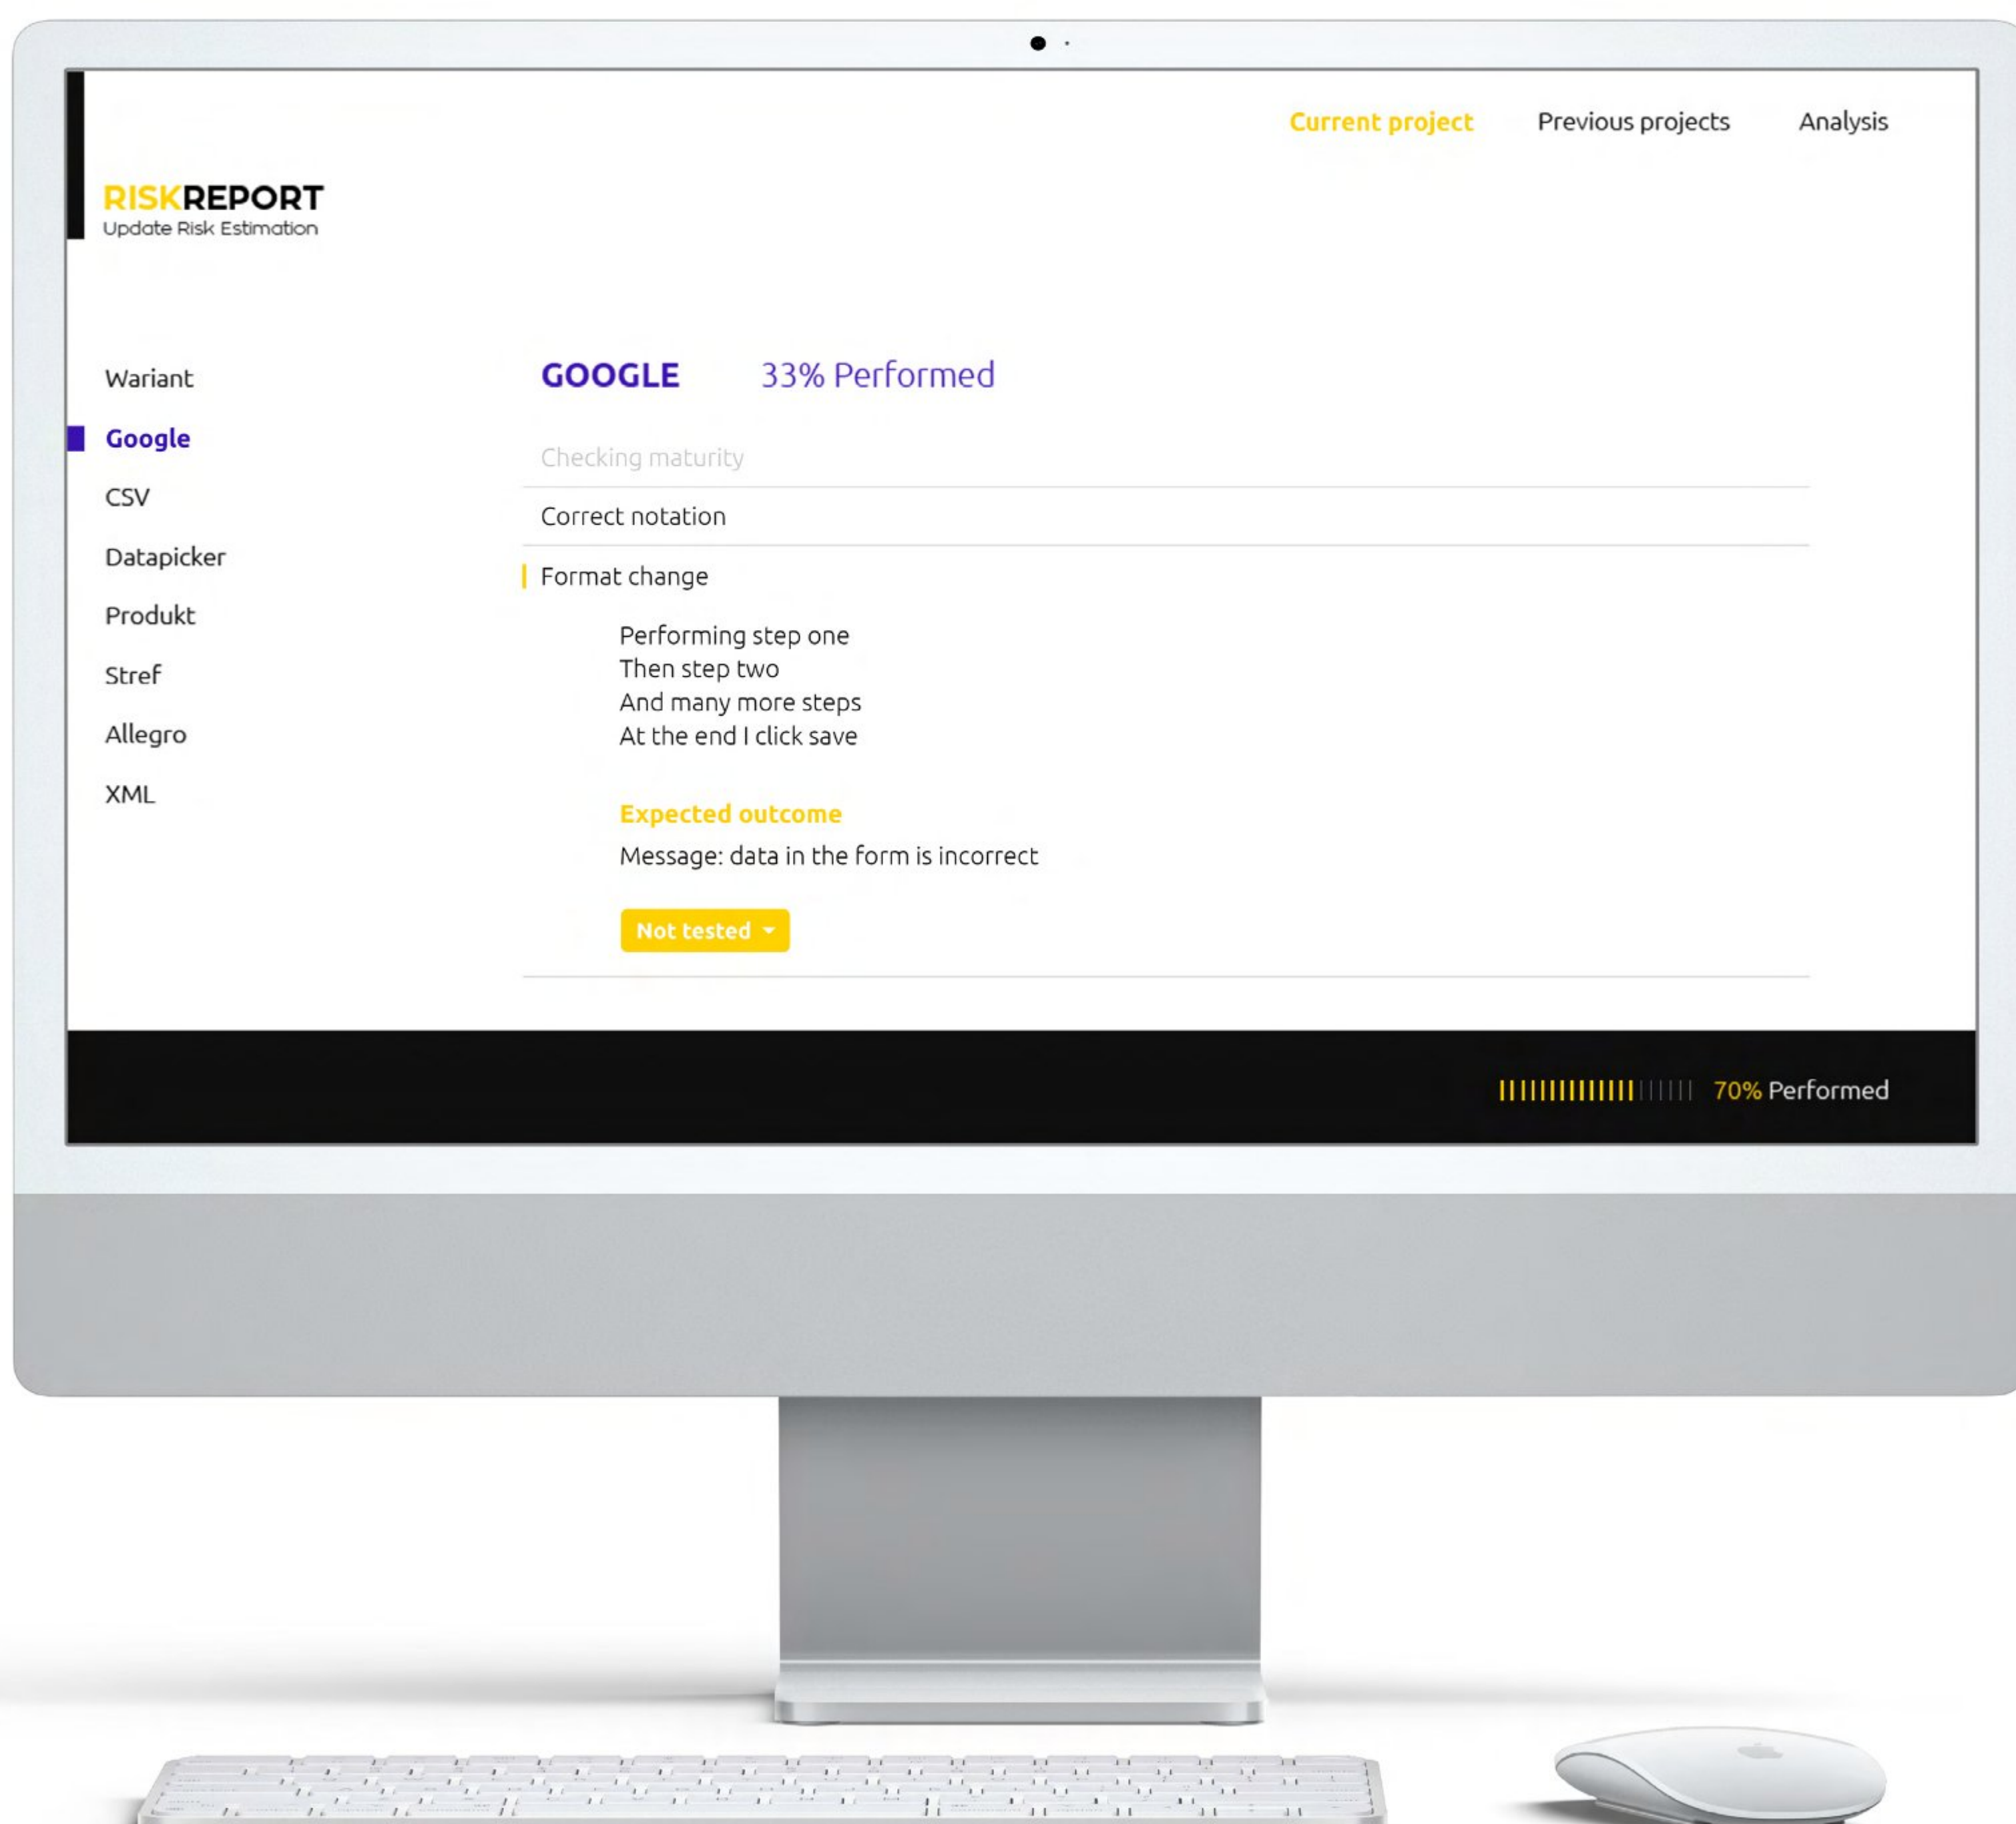 Current project Previous projects Analysis
RISKREPORT
Update Risk Estimation
Wariant
Google
CSV
Datapicker
Produkt
Stref
Allegro
XML
GOOGLE 33% Performed
Checking maturity
Correct notation
Format change
Performing step one
Then step two
And many more steps
At the end I click save
Expected outcome
Message: data in the form is incorrect
Not tested
70% Performed